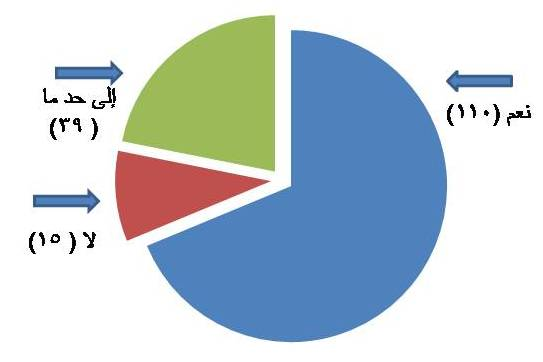 نعم (١١٠)
إلى حد ما
( ٣٩ )
لا ( ١٥ )